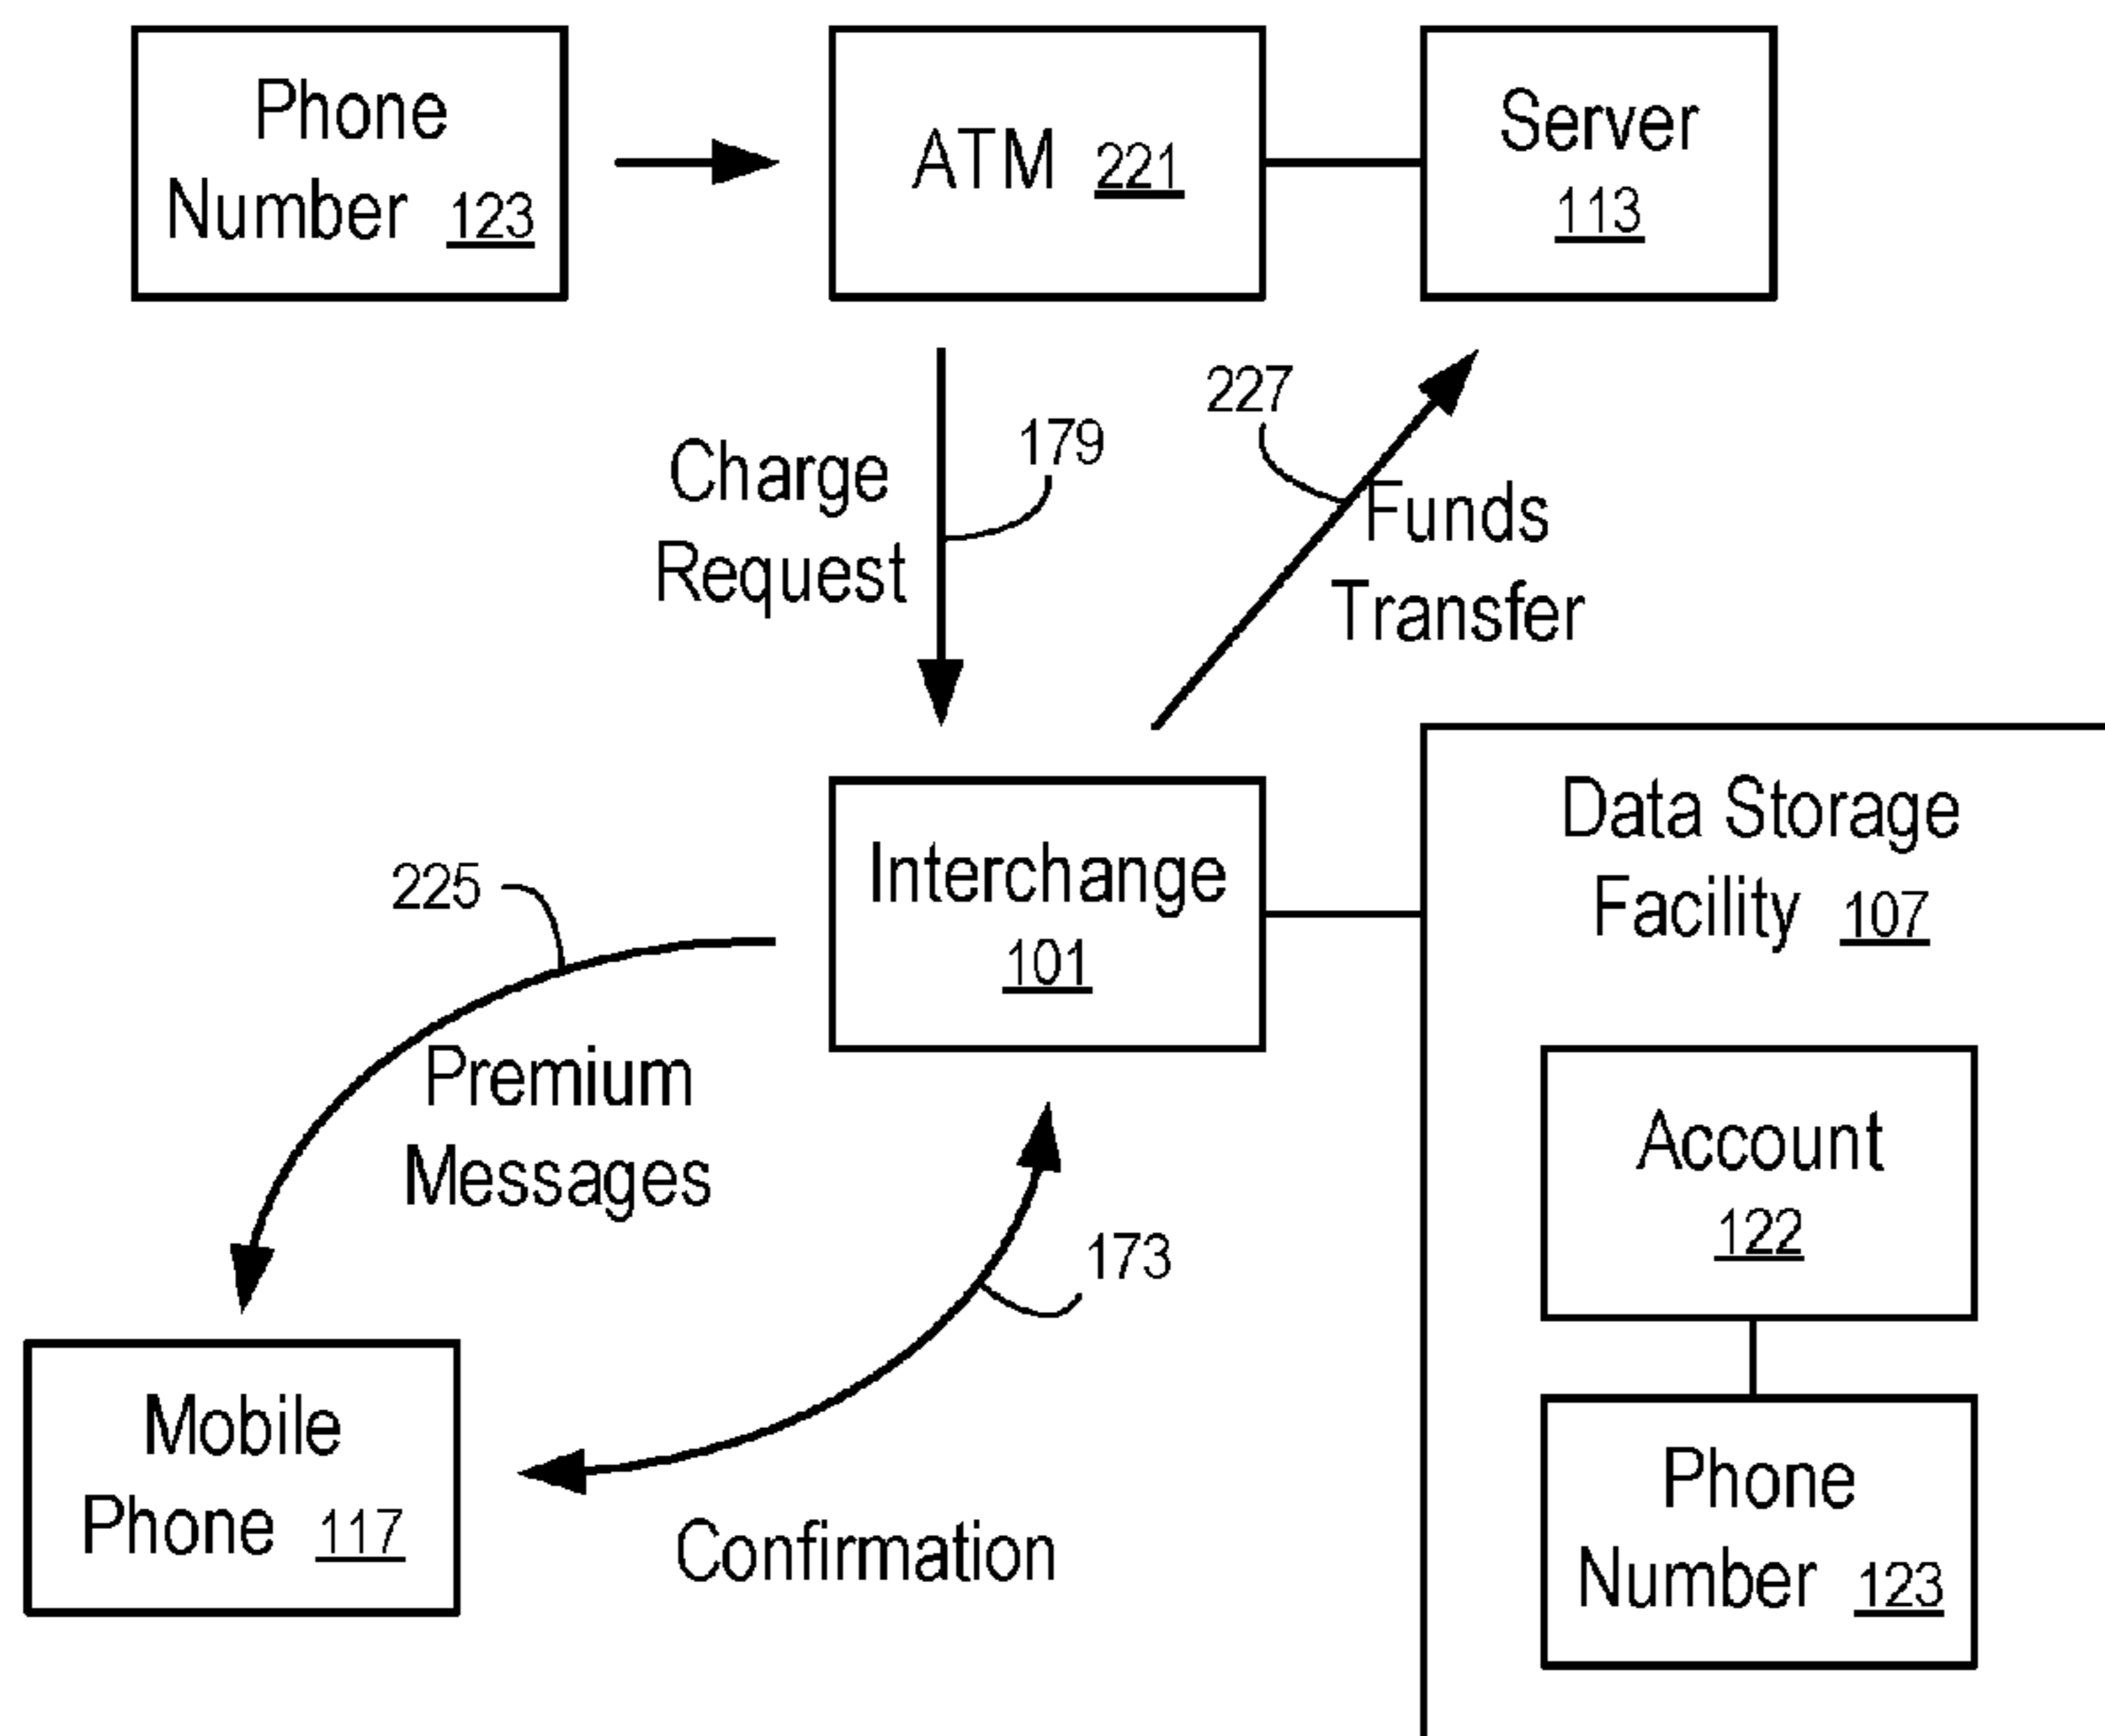 Phone
Number 123
ATM 221
Server
113
Charge
Request
179
227
Funds
Transfer
Interchange
101
225
Premium
Messages
173
Mobile
Phone 117
Confirmation
Data Storage
Facility 107
Account
122
Phone
Number 123